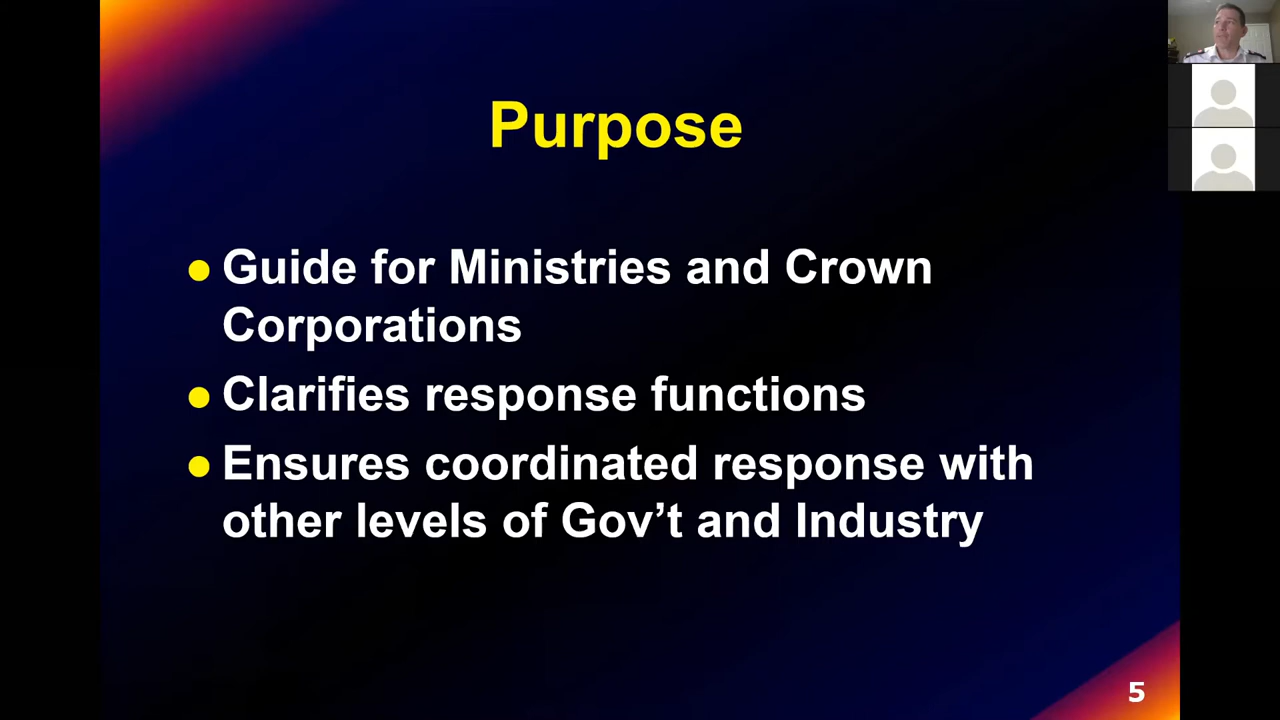 Purpose
Guide for Ministries and Crown
Corporations
Clarifies response functions
Ensures coordinated response with
other levels of Gov’t and Industry
5